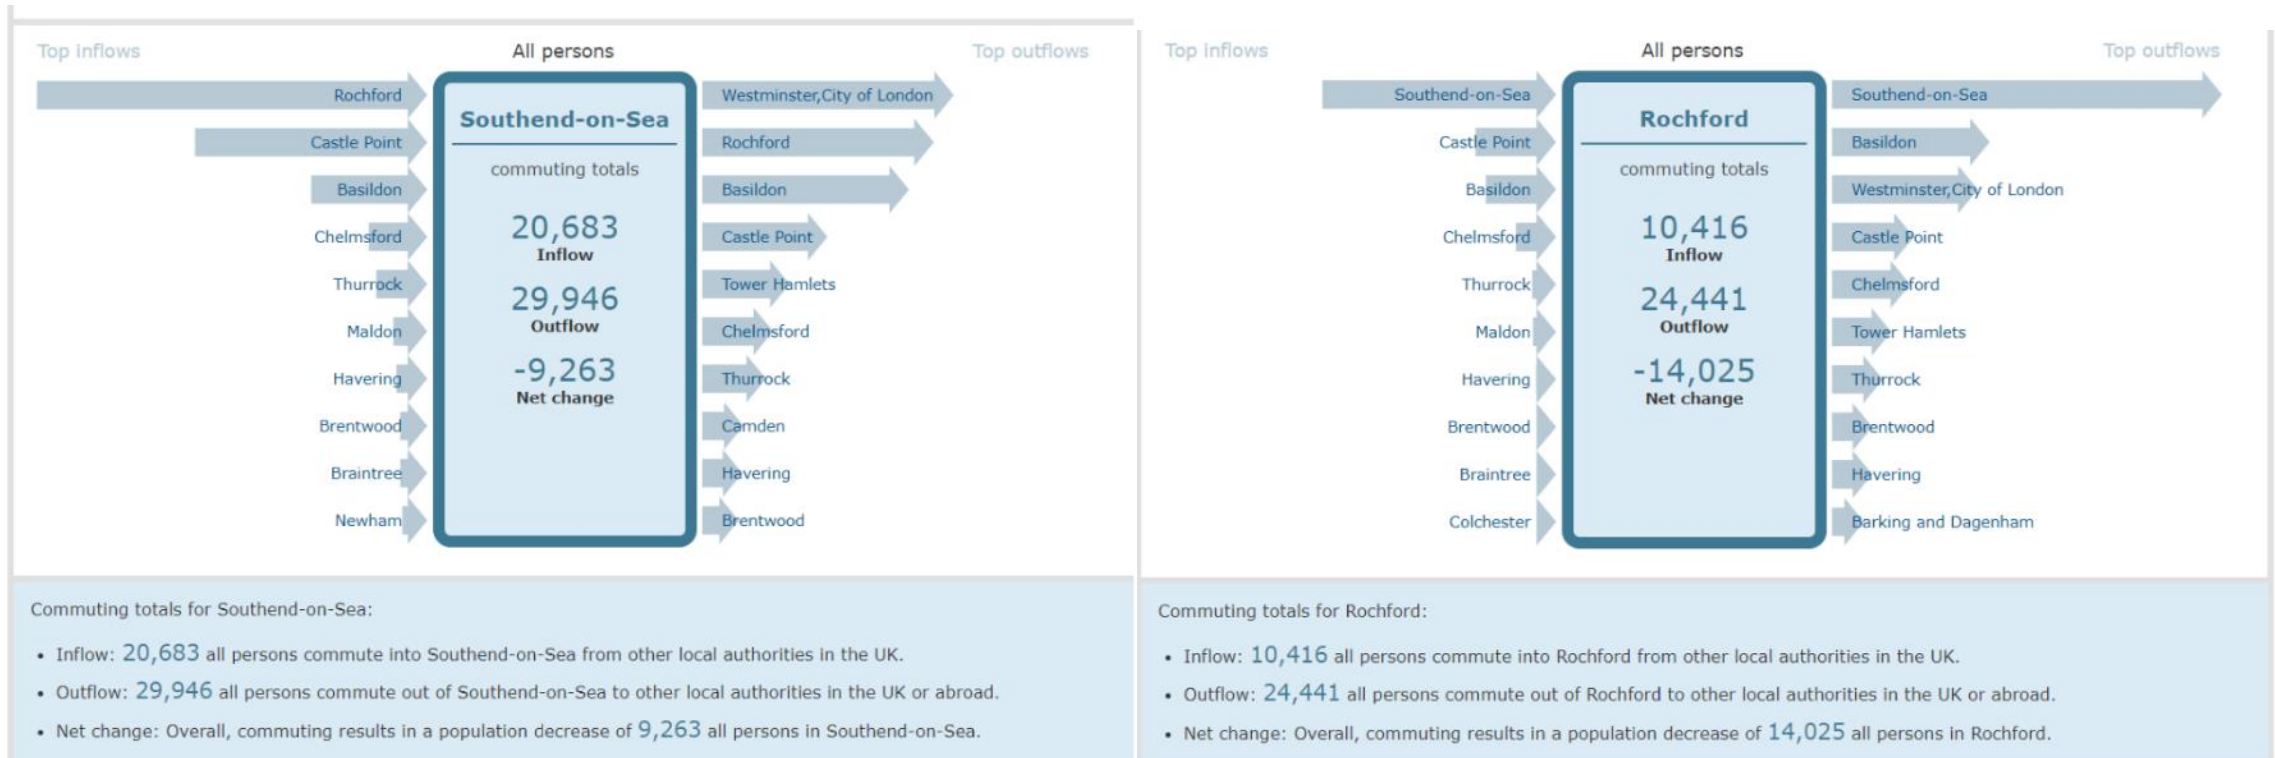 Top inflows
All persons
Top outflows
Rochford
Castle Point
Basildon
Chelmsford
Thurrock
Maldon
Havering
Brentwood
Braintree
Newham
Southend-on-Sea
commuting totals
20,683
Inflow
29,946
Outflow
-9,263
Net change
Westminster,City of London
Rochford
Basildon
Castle Point
Tower Hamlets
Chelmsford
Thurrock
Camden
Havering
Brentwood
Commuting totals for Southend-on-Sea:
• Inflow: 20,683 all persons commute into Southend-on-Sea from other local authorities in the UK.
• Outflow: 29,946 all persons commute out of Southend-on-Sea to other local authorities in the UK or abroad.
• Net change: Overall, commuting results in a population decrease of 9,263 all persons in Southend-on-Sea.
Top inflows
All persons
Top outflows
Southend-on-Sea
Castle Point
Basildon
Chelmsford
Thurrock
Maldon
Havering
Brentwood
Braintree
Colchester
Rochford
commuting totals
10,416
Inflow
24,441
Outflow
-14,025
Net change
Southend-on-Sea
Basildon
Westminster,City of London
Castle Point
Chelmsford
Tower Hamlets
Thurrock
Brentwood
Havering
Barking and Dagenham
Commuting totals for Rochford:
• Inflow: 10,416 all persons commute into Rochford from other local authorities in the UK.
• Outflow: 24,441 all persons commute out of Rochford to other local authorities in the UK or abroad.
• Net change: Overall, commuting results in a population decrease of 14,025 all persons in Rochford.